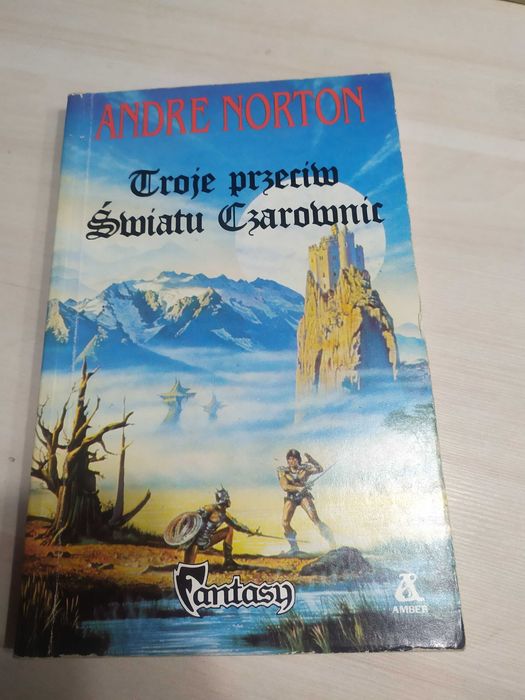 ANDRE NORTON
Troje przeciw
Światu Czarownic
Fantasy
AMBER